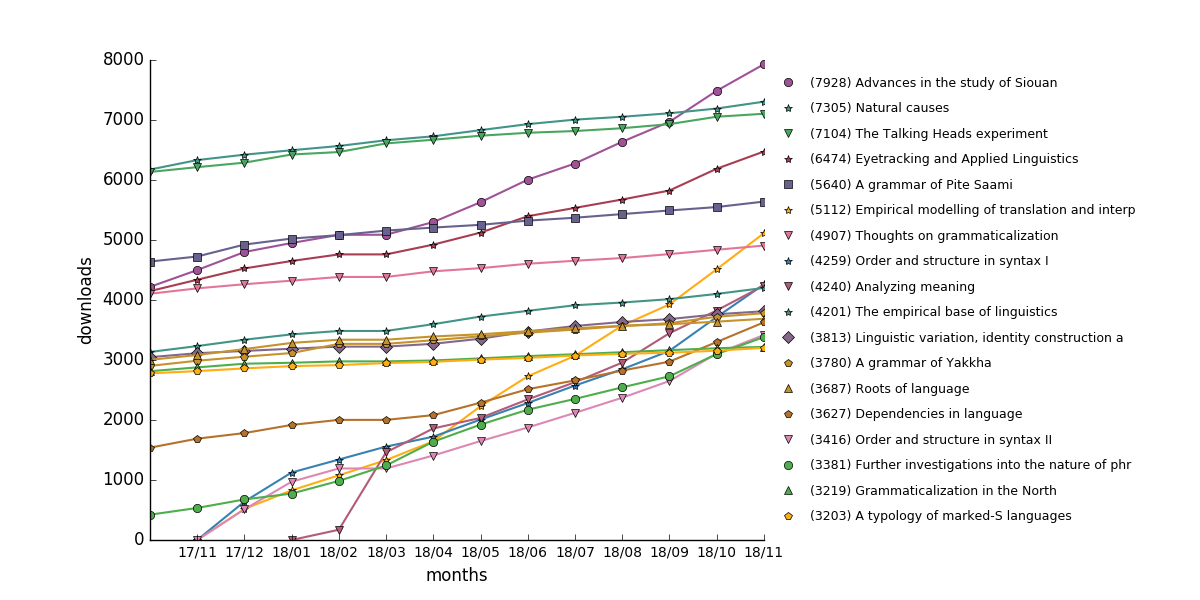 8000
7000
6000
5000
4000
3000
2000
1000
0
downloads
17/11 17/12 18/01 18/02 18/03 18/04 18/05 18/06 18/07 18/08 18/09 18/10 18/11
months
(7928) Advances in the study of Siouan
(7305) Natural causes
(7104) The Talking Heads experiment
(6474) Eyetracking and Applied Linguistics
(5640) A grammar of Pite Saami
(5112) Empirical modelling of translation and interp
(4907) Thoughts on grammaticalization
(4259) Order and structure in syntax I
(4240) Analyzing meaning
(4201) The empirical base of linguistics
(3813) Linguistic variation, identity construction a
(3780) A grammar of Yakkha
(3687) Roots of language
(3627) Dependencies in language
(3416) Order and structure in syntax II
(3381) Further investigations into the nature of phr
(3219) Grammaticalization in the North
(3203) A typology of marked-S languages